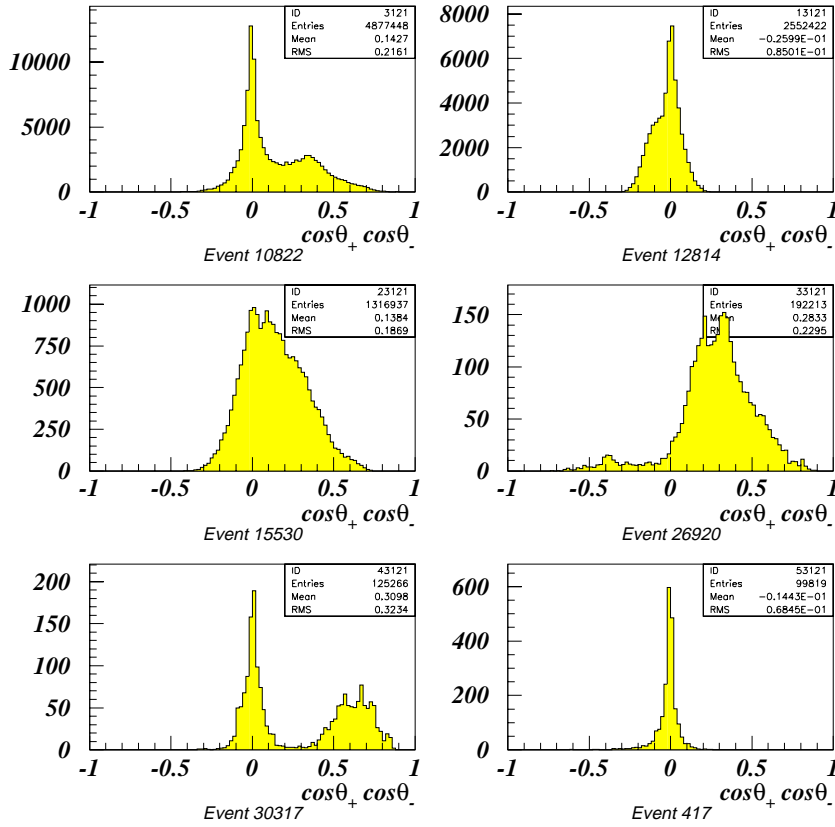 ID 3121
Entries 4877448
Mean 0.1427
RMS 0.2161
10000
5000
0
-1 -0.5 0 0.5 1
cosθ+ cosθ-
Event 10822
ID 13121
Entries 2552422
Mean -0.2599E-01
RMS 0.8501E-01
8000
6000
4000
2000
0
-1 -0.5 0 0.5 1
cosθ+ cosθ-
Event 12814
ID 23121
Entries 1316937
Mean 0.1384
RMS 0.1869
1000
750
500
250
0
-1 -0.5 0 0.5 1
cosθ+ cosθ-
Event 15530
ID 33121
Entries 192213
0.2833
0.2295
150
100
50
0
-1 -0.5 0 0.5 1
cosθ+ cosθ-
Event 26920
ID 43121
Entries 125266
Mean 0.3098
RMS 0.3234
200
150
100
50
0
-1 -0.5 0 0.5 1
cosθ+ cosθ-
Event 30317
ID 53121
Entries 99819
Mean -0.1443E-01
RMS 0.6845E-01
600
400
200
0
-1 -0.5 0 0.5 1
cosθ+ cosθ-
Event 417